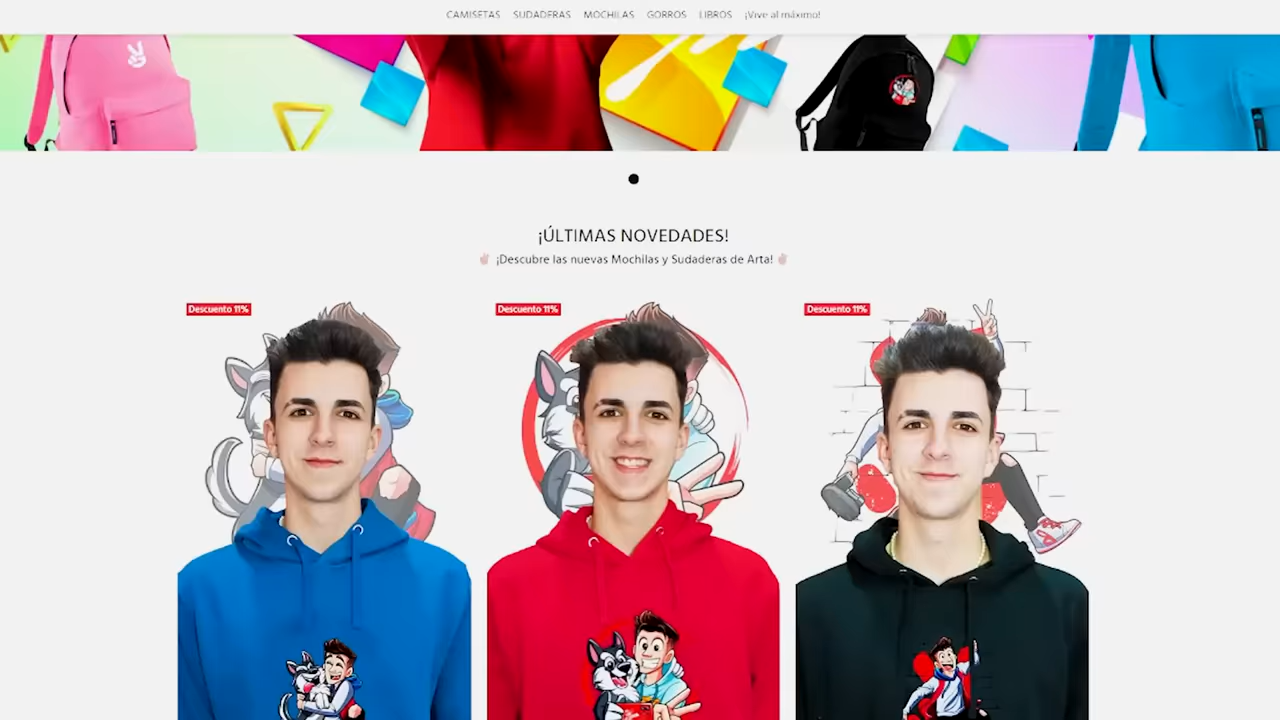 CAMISETAS SUDADERAS MOCHILAS GORROS LIBROS ¡Vive al máximo!
¡ÚLTIMAS NOVEDADES!
✌🏻 ¡Descubre las nuevas Mochilas y Sudaderas de Arta! ✌🏻
Descuento 11% Descuento 11% Descuento 11%